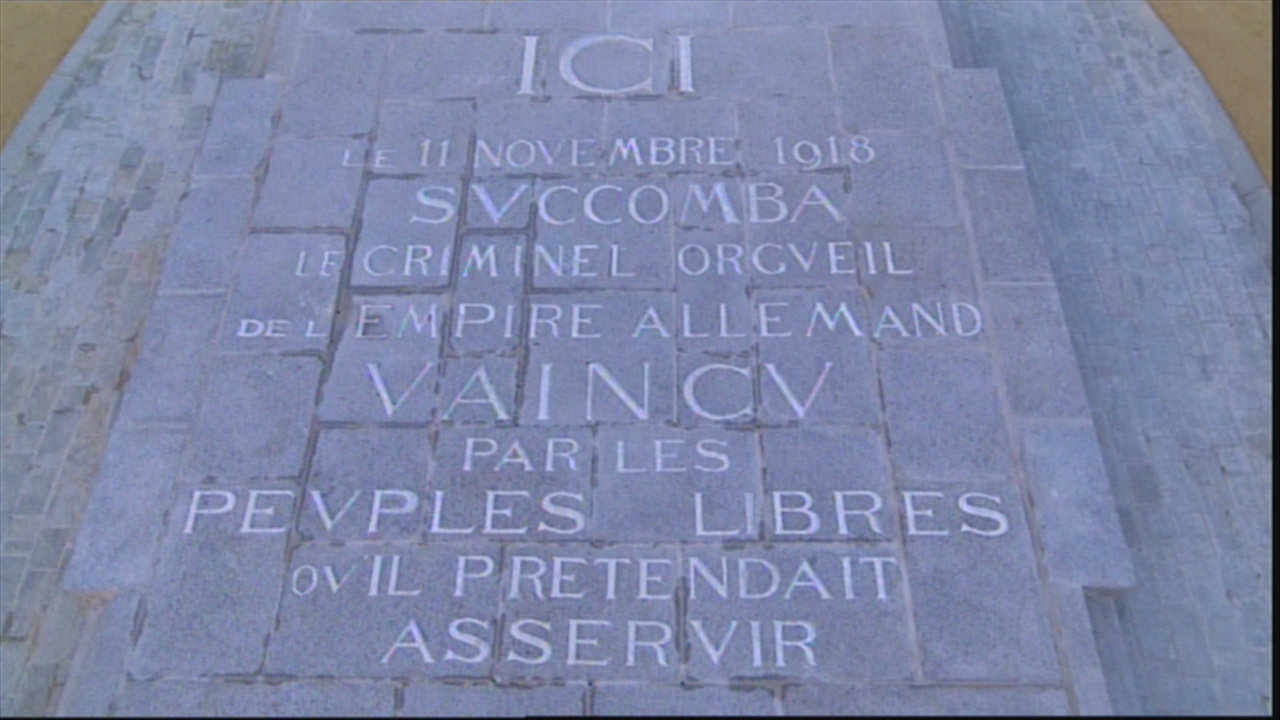 ICI
LE 11 NOVEMBRE 1918
SVCCOMBA
LE CRIMINEL ORGVEIL
DE L'EMPIRE ALLEMAND
VAINCV
PAR LES
PEVPLES LIBRES
QV'IL PRETENDAIT
ASSERVIR